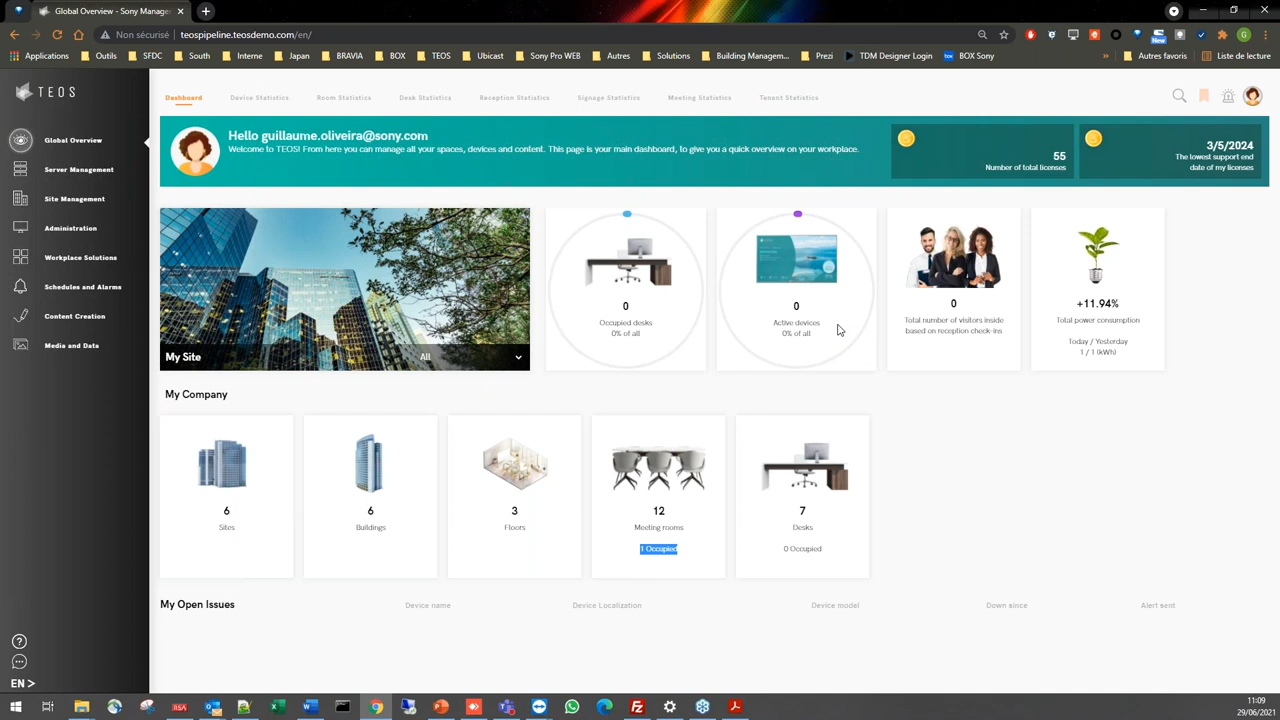 Sony Manager
Non sécurisé
teospipeline.teosdemo.com/en/
New
G
Applications
Outils
SFDC
South
Interne
Japan
BRAVIA
BOX
TEOS
Ubicast
Sony Pro WEB
Autres
Solutions
Building Managem...
Prezi
TDM Designer Login
BOX Sony
»
Autres favoris
Liste de lecture
TEOS
Dashboard
Device Statistics
Room Statistics
Desk Statistics
Reception Statistics
Signage Statistics
Meeting Statistics
Tenant Statistics
Global Overview
Server Management
Site Management
Administration
Workplace Solutions
Schedules and Alarms
Content Creation
Media and Data
EN >
Hello guillaume.oliveira@sony.com
Welcome to TEOS! From here you can manage all your spaces, devices and content. This page is your main dashboard, to give you a quick overview on your workplace.
55
Number of total licenses
3/5/2024
The lowest support end
date of my licenses
My Site
All
0
Occupied desks
0% of all
0
Active devices
0% of all
0
Total number of visitors inside
based on reception check-ins
+11.94%
Total power consumption
Today / Yesterday
1 / 1 (kWh)
My Company
6
Sites
6
Buildings
3
Floors
12
Meeting rooms
1 Occupied
7
Desks
0 Occupied
My Open Issues
Device name
Device Localization
Device model
Down since
Alert sent
11:09
29/06/2021